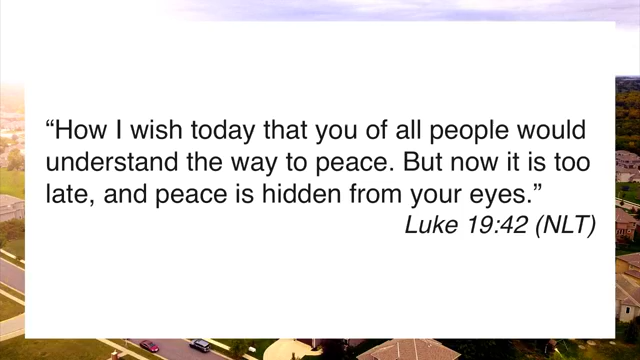 “How I wish today that you of all people would
understand the way to peace. But now it is too
late, and peace is hidden from your eyes.”
Luke 19:42 (NLT)